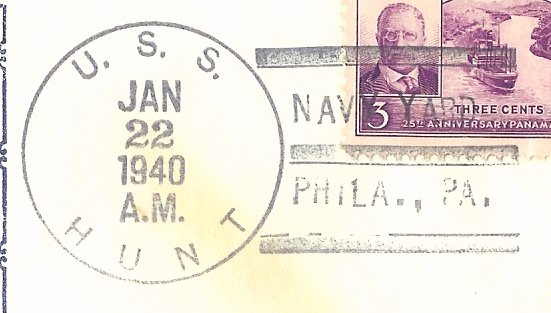 U. S. S.
JAN
22
1940
A.M.
HUNT
NAVY YARD
PHILA., PA.
3
THREE CENTS
25TH ANNIVERSARY PANAMA